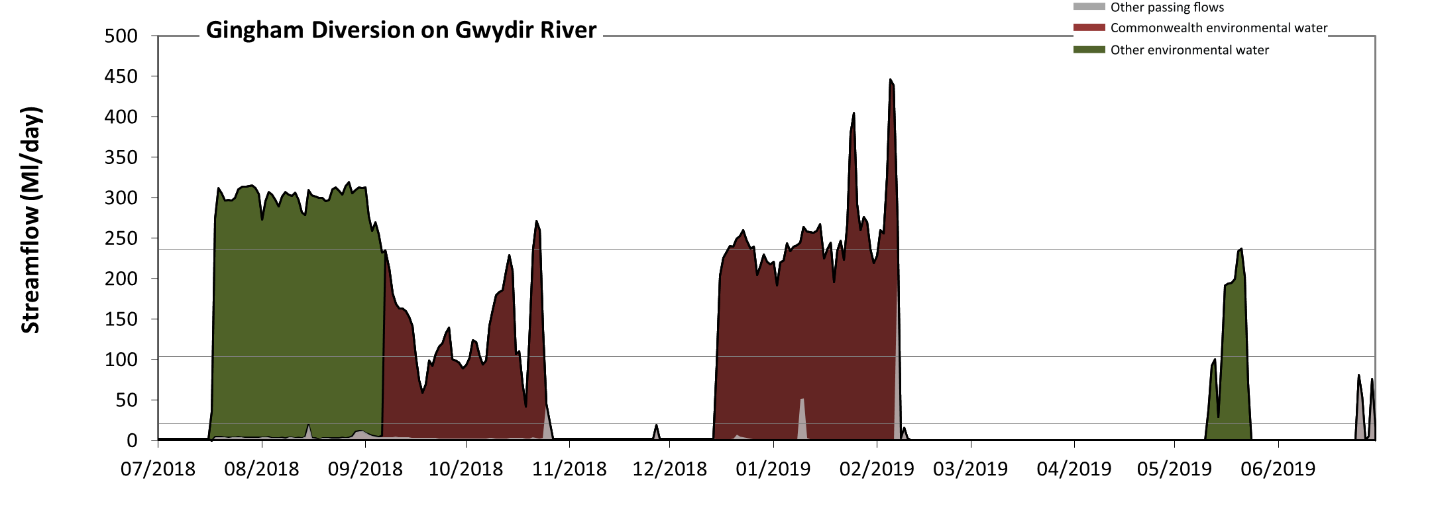 Other passing flows
Gingham Diversion on Gwydir River
Commonwealth environmental water
Other environmental water
Streamflow (Ml/day)
500
450
400
350
300
250
200
150
100
50
0
07/2018 08/2018 09/2018 10/2018 11/2018 12/2018 01/2019 02/2019 03/2019 04/2019 05/2019 06/2019